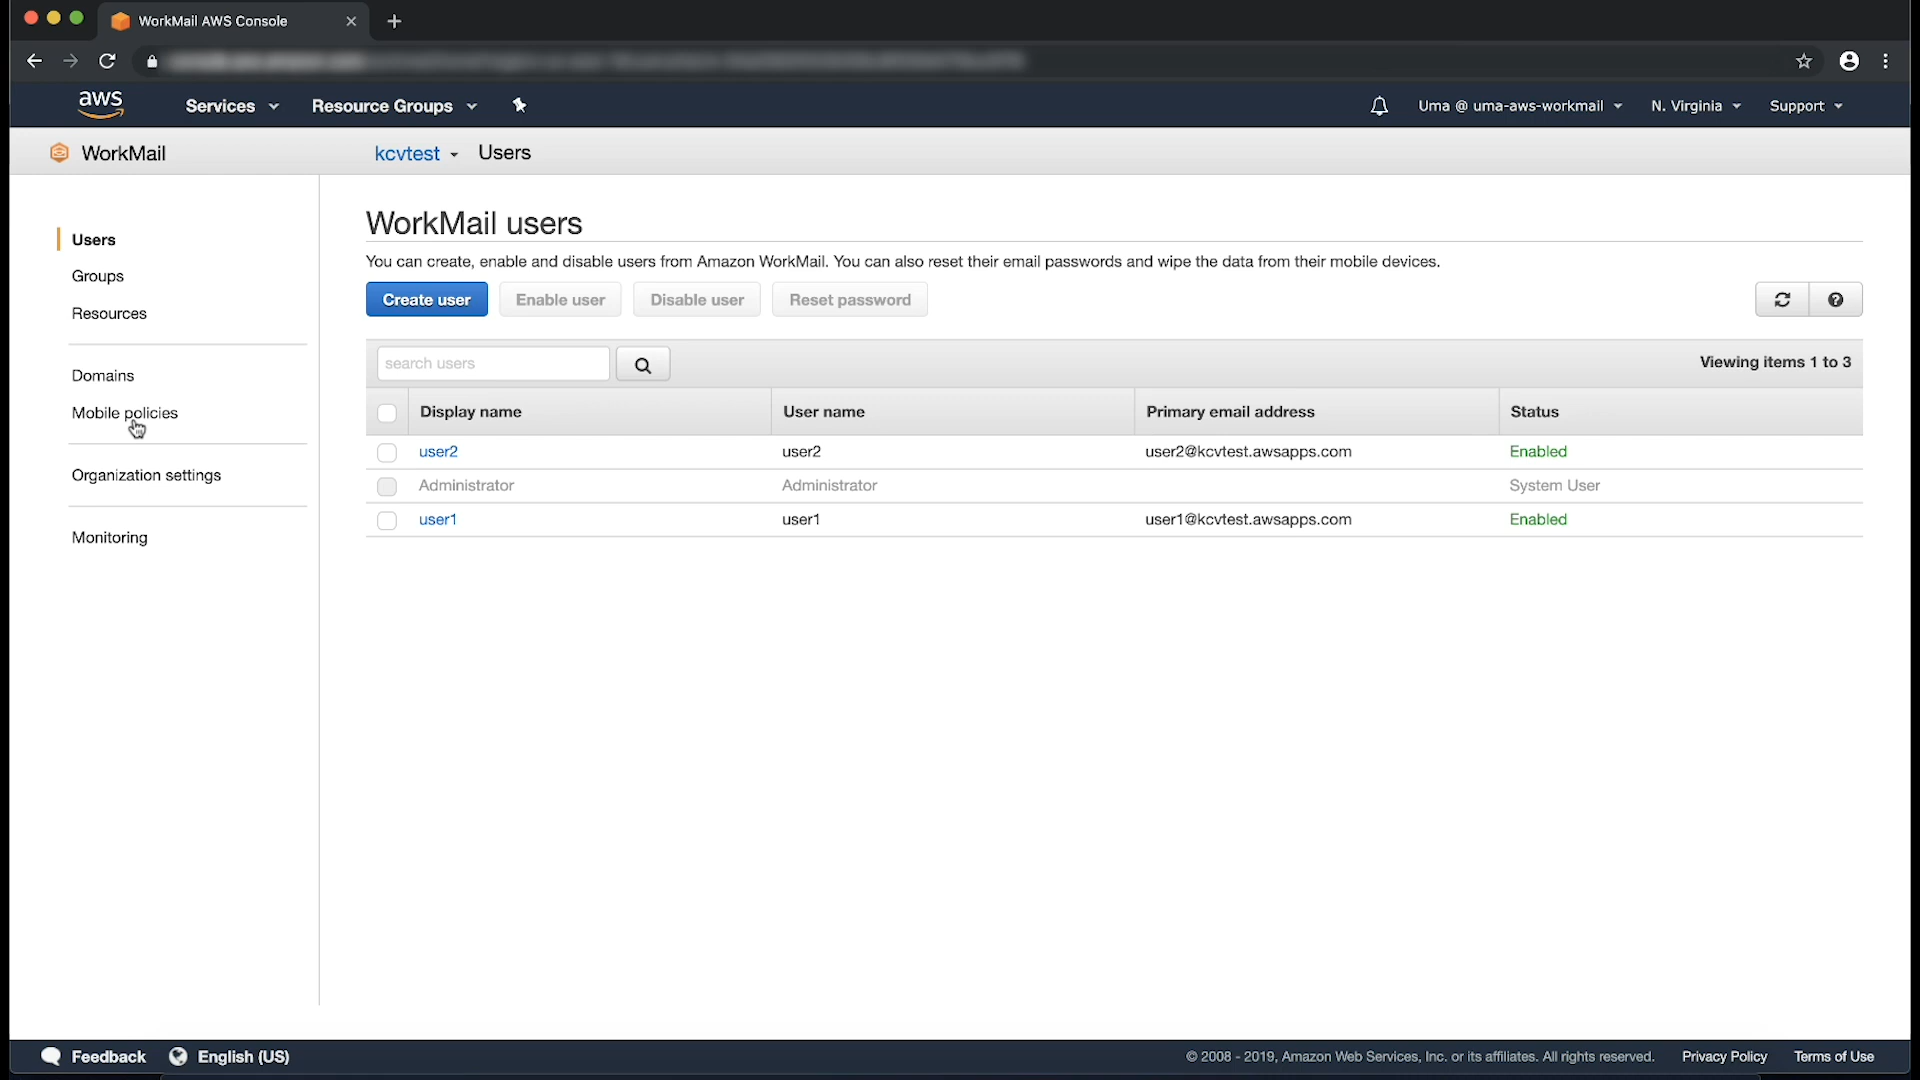 WorkMail AWS Console
aws Services Resource Groups Uma @ uma-aws-workmail N. Virginia Support
WorkMail kcvtest Users
Users
Groups
Resources
Domains
Mobile policies
Organization settings
Monitoring
WorkMail users
You can create, enable and disable users from Amazon WorkMail. You can also reset their email passwords and wipe the data from their mobile devices.
Create user Enable user Disable user Reset password
search users Viewing items 1 to 3
Display name User name Primary email address Status
user2 user2 user2@kcvtest.awsapps.com Enabled
Administrator Administrator System User
user1 user1 user1@kcvtest.awsapps.com Enabled
Feedback English (US) © 2008 - 2019, Amazon Web Services, Inc. or its affiliates. All rights reserved. Privacy Policy Terms of Use